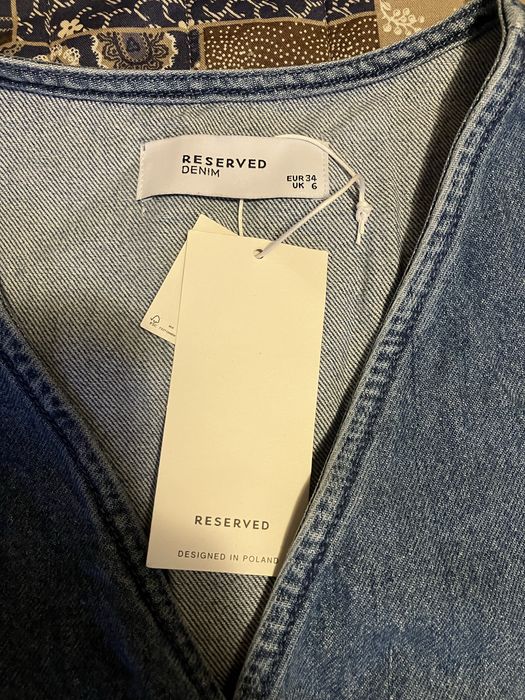 RESERVED
DENIM
EUR 34
UK 6
RESERVED
DESIGNED IN POLAND